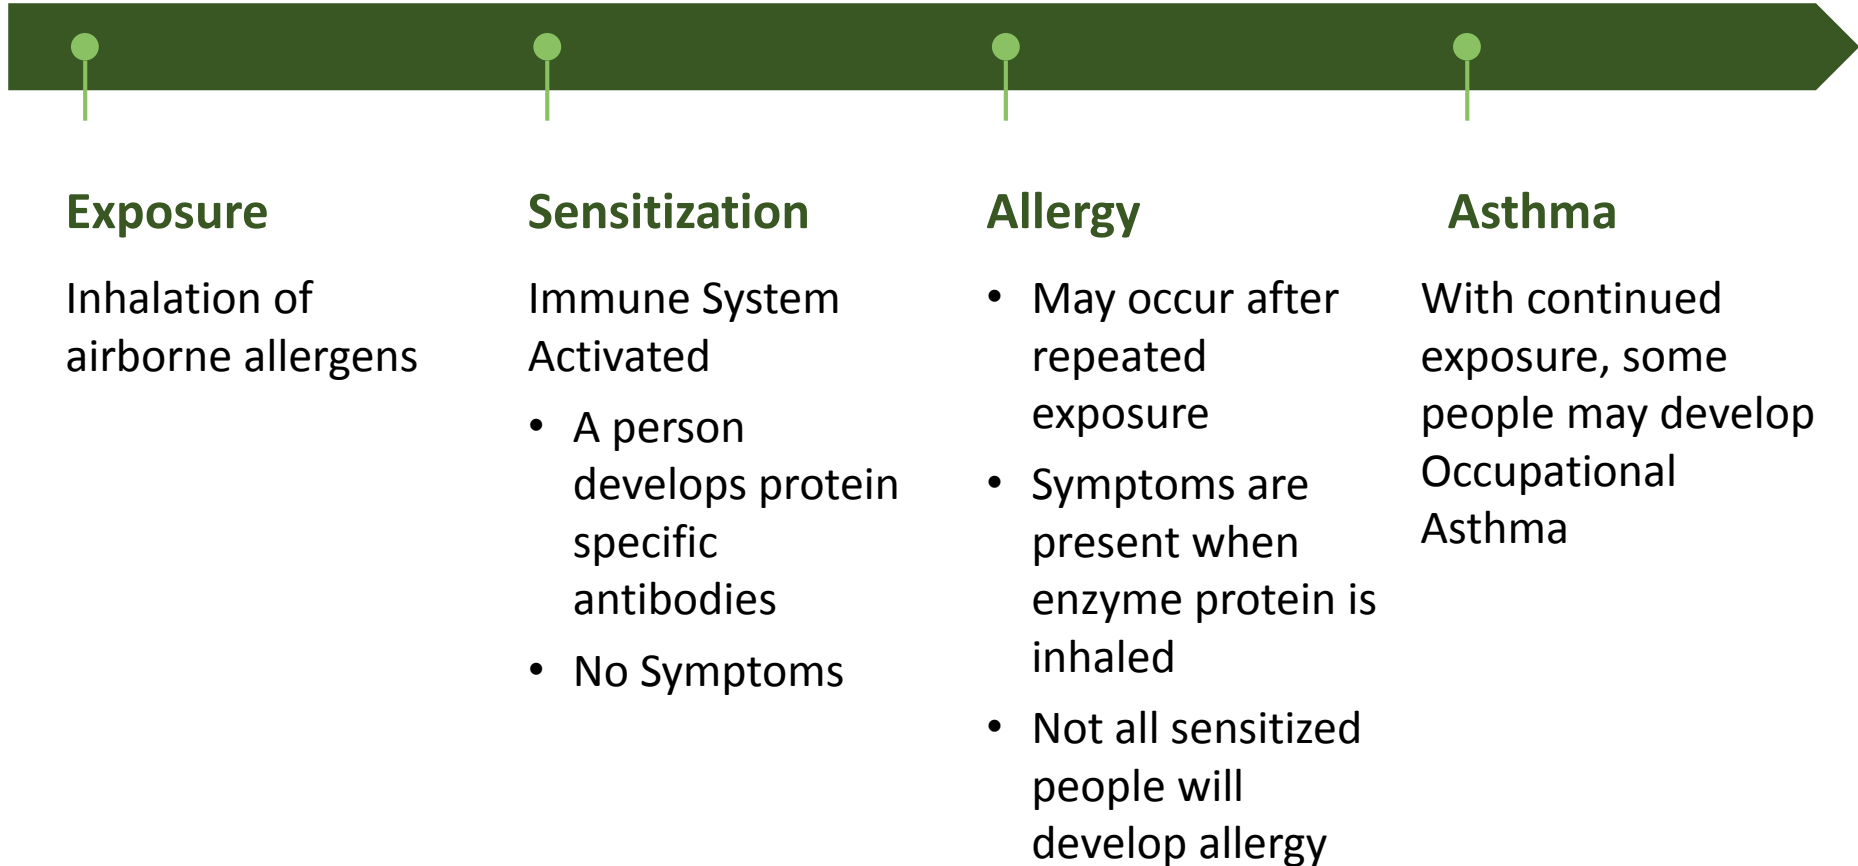 Exposure
Inhalation of
airborne allergens
Sensitization
Immune System
Activated
• A person
develops protein
specific
antibodies
• No Symptoms
Allergy
• May occur after
repeated
exposure
• Symptoms are
present when
enzyme protein is
inhaled
• Not all sensitized
people will
develop allergy
Asthma
With continued
exposure, some
people may develop
Occupational
Asthma